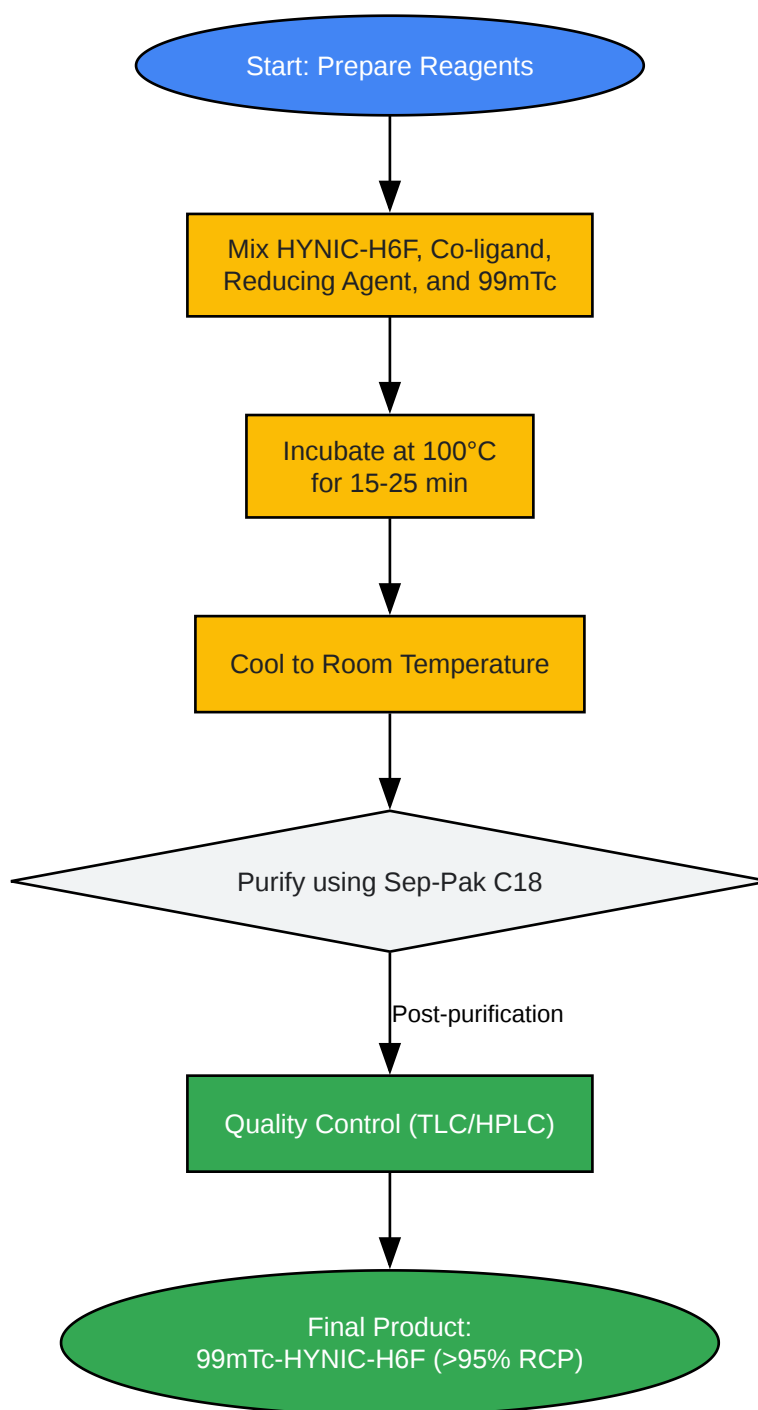 Start: Prepare Reagents
Mix HYNIC-H6F, Co-ligand,
Reducing Agent, and 99mTc
Incubate at 100°C
for 15-25 min
Cool to Room Temperature
Purify using Sep-Pak C18
Post-purification
Quality Control (TLC/HPLC)
Final Product:
99mTc-HYNIC-H6F (>95% RCP)